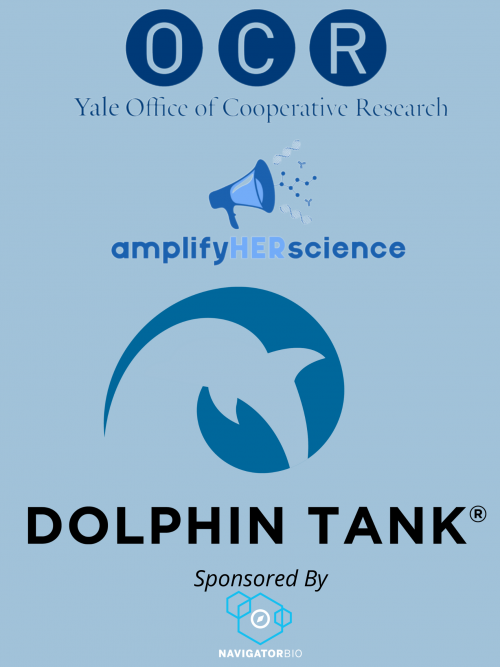 OCR
Yale Office of Cooperative Research
amplifyHERscience
DOLPHIN TANK®
Sponsored By
NAVIGATORBIO